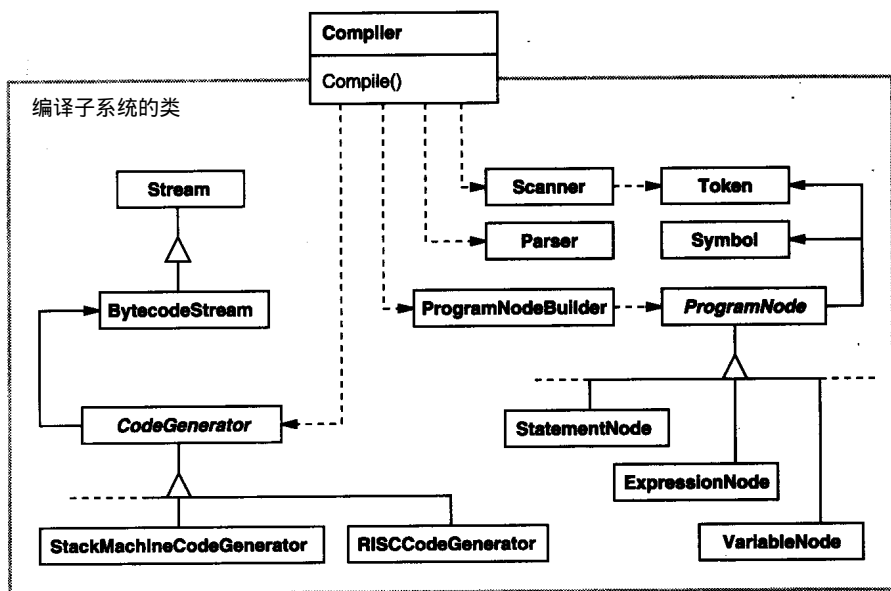 Compiler
Compile()
编译子系统的类
Stream
Scanner
Token
Parser
Symbol
BytecodeStream
ProgramNodeBuilder
ProgramNode
CodeGenerator
StatementNode
ExpressionNode
StackMachineCodeGenerator
RISCCodeGenerator
VariableNode